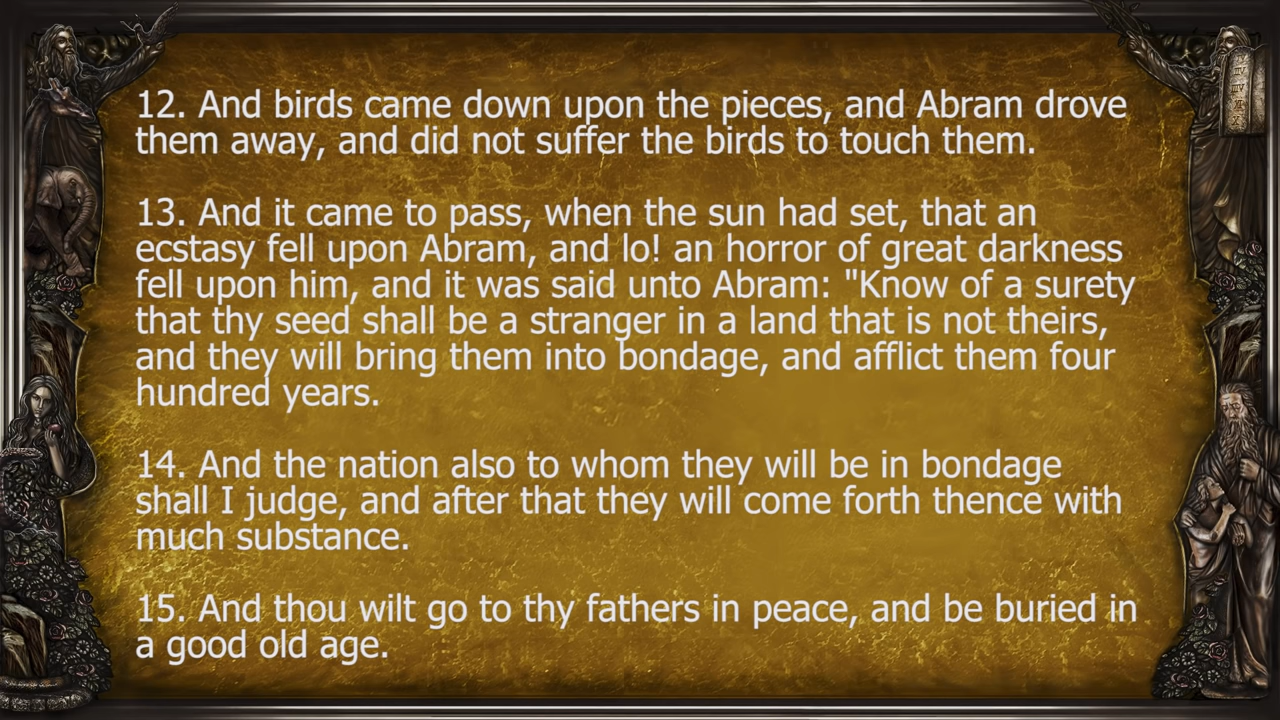 12. And birds came down upon the pieces, and Abram drove
them away, and did not suffer the birds to touch them.
13. And it came to pass, when the sun had set, that an
ecstasy fell upon Abram, and lo! an horror of great darkness
fell upon him, and it was said unto Abram: "Know of a surety
that thy seed shall be a stranger in a land that is not theirs,
and they will bring them into bondage, and afflict them four
hundred years.
14. And the nation also to whom they will be in bondage
shall I judge, and after that they will come forth thence with
much substance.
15. And thou wilt go to thy fathers in peace, and be buried in
a good old age.